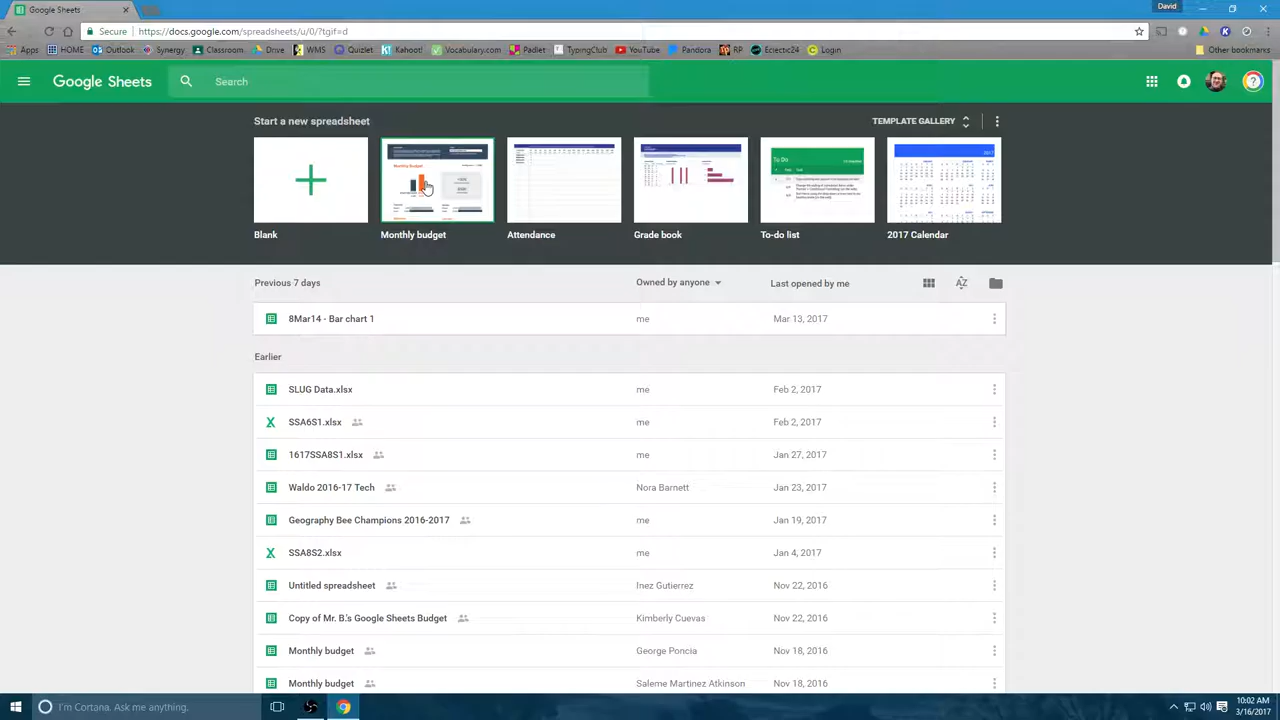 David
Google Sheets
Secure https://docs.google.com/spreadsheets/u/0/?tgif=d
Apps HOME Outlook Synergy Classroom Drive WMS Quizlet Kahoot! Vocabulary.com Padlet TypingClub YouTube Pandora RP Eclectic24 Login Other bookmarks
Google Sheets Search
Start a new spreadsheet TEMPLATE GALLERY
Blank Monthly budget Attendance Grade book To-do list 2017 Calendar
Previous 7 days Owned by anyone Last opened by me
8Mar14 - Bar chart 1 me Mar 13, 2017
Earlier
SLUG Data.xlsx me Feb 2, 2017
SSA6S1.xlsx me Feb 2, 2017
1617SSA8S1.xlsx me Jan 27, 2017
Waldo 2016-17 Tech Nora Barnett Jan 23, 2017
Geography Bee Champions 2016-2017 me Jan 19, 2017
SSA8S2.xlsx me Jan 4, 2017
Untitled spreadsheet Inez Gutierrez Nov 22, 2016
Copy of Mr. B.'s Google Sheets Budget Kimberly Cuevas Nov 22, 2016
Monthly budget George Poncia Nov 18, 2016
Monthly budget Saleme Martinez Atkinson Nov 18, 2016
I'm Cortana. Ask me anything. 10:02 AM
3/16/2017